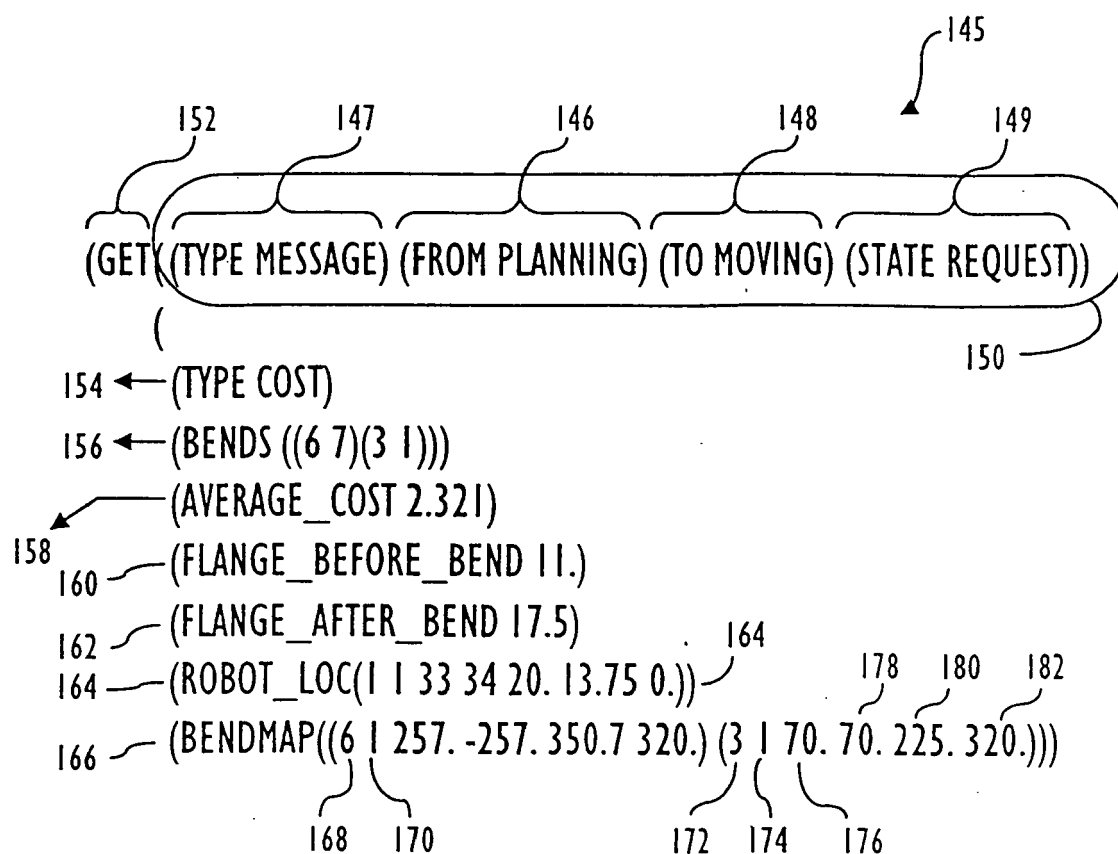 145
152 147 146 148 149
(GET((TYPE MESSAGE) (FROM PLANNING) (TO MOVING) (STATE REQUEST))
(
150
154 (TYPE COST)
156 (BENDS ((6 7)(3 1)))
(AVERAGE_COST 2.321)
158
160 (FLANGE_BEFORE_BEND 11.)
162 (FLANGE_AFTER_BEND 17.5)
164 (ROBOT_LOC(1 1 33 34 20. 13.75 0.)) 164
178 180 182
166 (BENDMAP((6 1 257. -257. 350.7 320.) (3 1 70. 70. 225. 320.)))
168 170 172 174 176